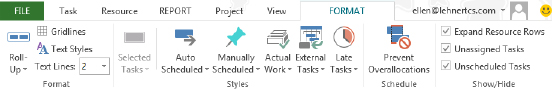 FILE Task Resource REPORT Project View FORMAT ellen@lehnertcs.com
Roll-Up
Gridlines
Text Styles
Text Lines: 2
Format
Selected Tasks
Auto Scheduled
Manually Scheduled
Actual Work
External Tasks
Late Tasks
Styles
Prevent Overallocations
Schedule
Expand Resource Rows
Unassigned Tasks
Unscheduled Tasks
Show/Hide